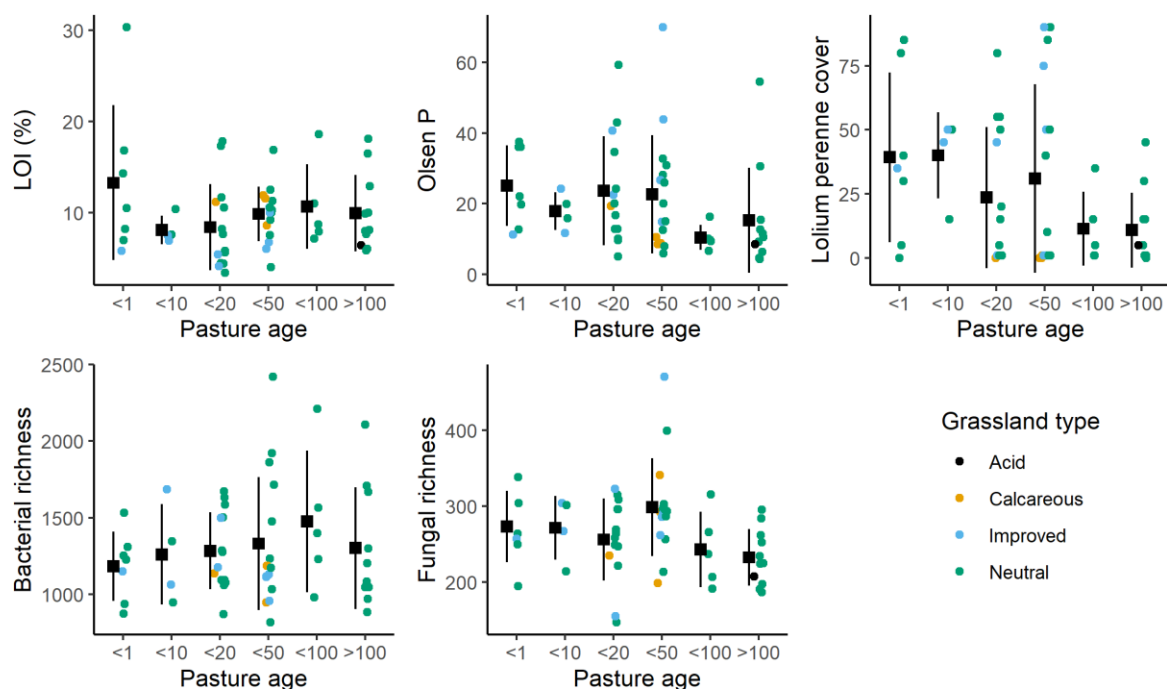 LOI (%)
30
20
10
<1 <10 <20 <50 <100 >100
Pasture age
Olsen P
60
40
20
0
<1 <10 <20 <50 <100 >100
Pasture age
Lolium perenne cover
75
50
25
0
<1 <10 <20 <50 <100 >100
Pasture age
Bacterial richness
2500
2000
1500
1000
<1 <10 <20 <50 <100 >100
Pasture age
Fungal richness
400
300
200
<1 <10 <20 <50 <100 >100
Pasture age
Grassland type
Acid
Calcareous
Improved
Neutral